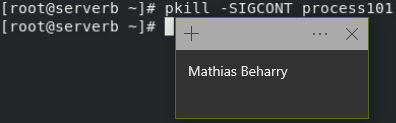 [root@serverb ~]# pkill -SIGCONT process101
[root@serverb ~]#
Mathias Beharry